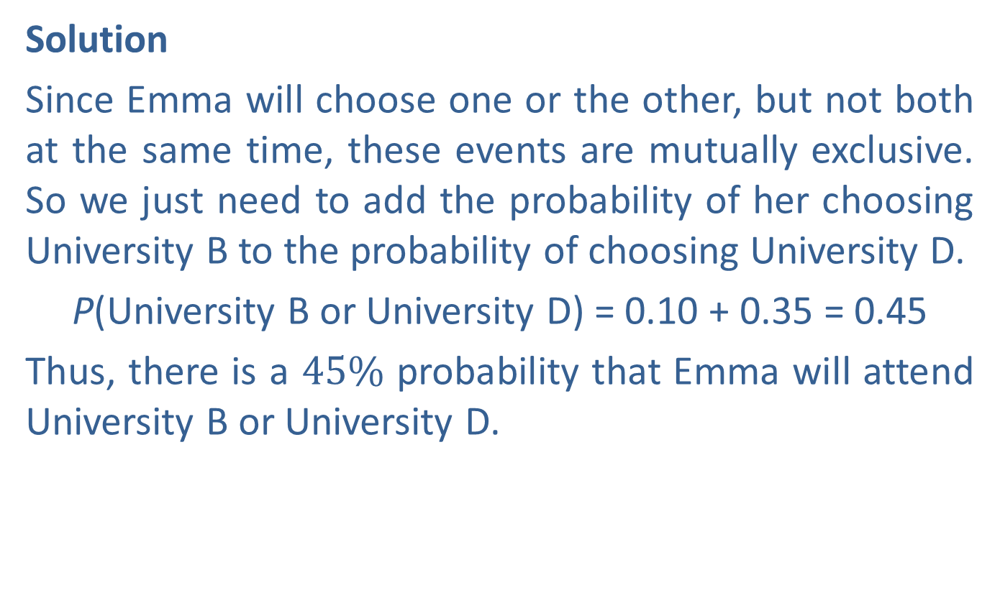 Solution
Since Emma will choose one or the other, but not both
at the same time, these events are mutually exclusive.
So we just need to add the probability of her choosing
University B to the probability of choosing University D.
P(University B or University D) = 0.10 + 0.35 = 0.45
Thus, there is a 45% probability that Emma will attend
University B or University D.